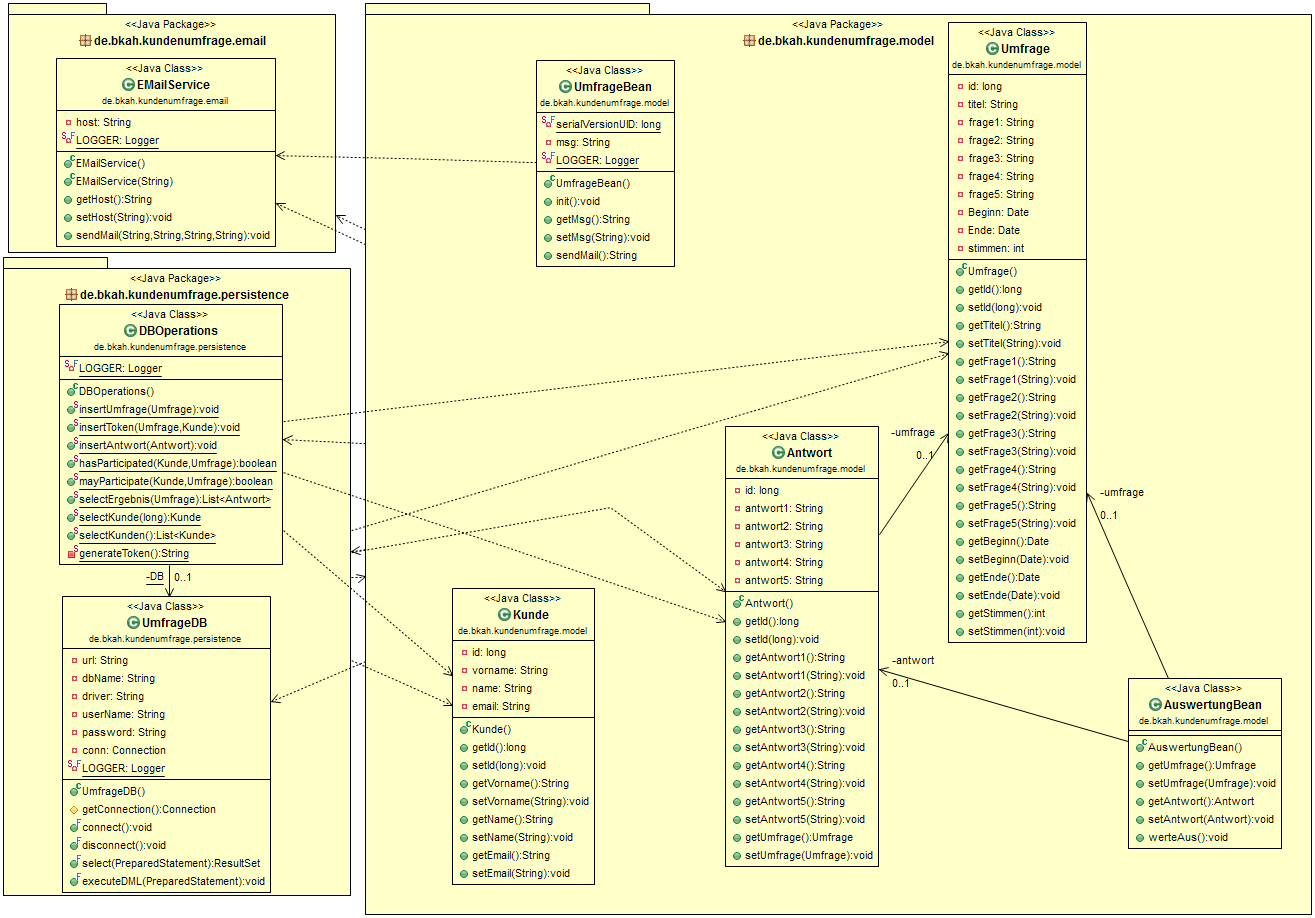 <<Java Package>>
de.bkah.kundenumfrage.email
<<Java Class>>
EMailService
de.bkah.kundenumfrage.email
host: String
LOGGER: Logger
EMailService()
EMailService(String)
getHost():String
setHost(String):void
sendMail(String,String,String,String):void
<<Java Package>>
de.bkah.kundenumfrage.persistence
<<Java Class>>
DBOperations
de.bkah.kundenumfrage.persistence
LOGGER: Logger
DBOperations()
insertUmfrage(Umfrage):void
insertToken(Umfrage,Kunde):void
insertAntwort(Antwort):void
hasParticipated(Kunde,Umfrage):boolean
mayParticipate(Kunde,Umfrage):boolean
selectErgebnis(Umfrage):List<Antwort>
selectKunde(long):Kunde
selectKunden():List<Kunde>
generateToken():String
-DB
0..1
<<Java Class>>
UmfrageDB
de.bkah.kundenumfrage.persistence
url: String
dbName: String
driver: String
userName: String
password: String
conn: Connection
LOGGER: Logger
UmfrageDB()
getConnection():Connection
connect():void
disconnect():void
select(PreparedStatement):ResultSet
executeDML(PreparedStatement):void
<<Java Package>>
de.bkah.kundenumfrage.model
<<Java Class>>
UmfrageBean
de.bkah.kundenumfrage.model
serialVersionUID: long
msg: String
LOGGER: Logger
UmfrageBean()
init():void
getMsg():String
setMsg(String):void
sendMail():String
<<Java Class>>
Umfrage
de.bkah.kundenumfrage.model
id: long
titel: String
frage1: String
frage2: String
frage3: String
frage4: String
frage5: String
Beginn: Date
Ende: Date
stimmen: int
Umfrage()
getId():long
setId(long):void
getTitel():String
setTitel(String):void
getFrage1():String
setFrage1(String):void
getFrage2():String
setFrage2(String):void
getFrage3():String
setFrage3(String):void
getFrage4():String
setFrage4(String):void
getFrage5():String
setFrage5(String):void
getBeginn():Date
setBeginn(Date):void
getEnde():Date
setEnde(Date):void
getStimmen():int
setStimmen(int):void
-umfrage
0..1
-umfrage
0..1
<<Java Class>>
Antwort
de.bkah.kundenumfrage.model
id: long
antwort1: String
antwort2: String
antwort3: String
antwort4: String
antwort5: String
Antwort()
getId():long
setId(long):void
getAntwort1():String
setAntwort1(String):void
getAntwort2():String
setAntwort2(String):void
getAntwort3():String
setAntwort3(String):void
getAntwort4():String
setAntwort4(String):void
getAntwort5():String
setAntwort5(String):void
getUmfrage():Umfrage
setUmfrage(Umfrage):void
<<Java Class>>
Kunde
de.bkah.kundenumfrage.model
id: long
vorname: String
name: String
email: String
Kunde()
getId():long
setId(long):void
getVorname():String
setVorname(String):void
getName():String
setName(String):void
getEmail():String
setEmail(String):void
-antwort
0..1
<<Java Class>>
AuswertungBean
de.bkah.kundenumfrage.model
AuswertungBean()
getUmfrage():Umfrage
setUmfrage(Umfrage):void
getAntwort():Antwort
setAntwort(Antwort):void
werteAus():void